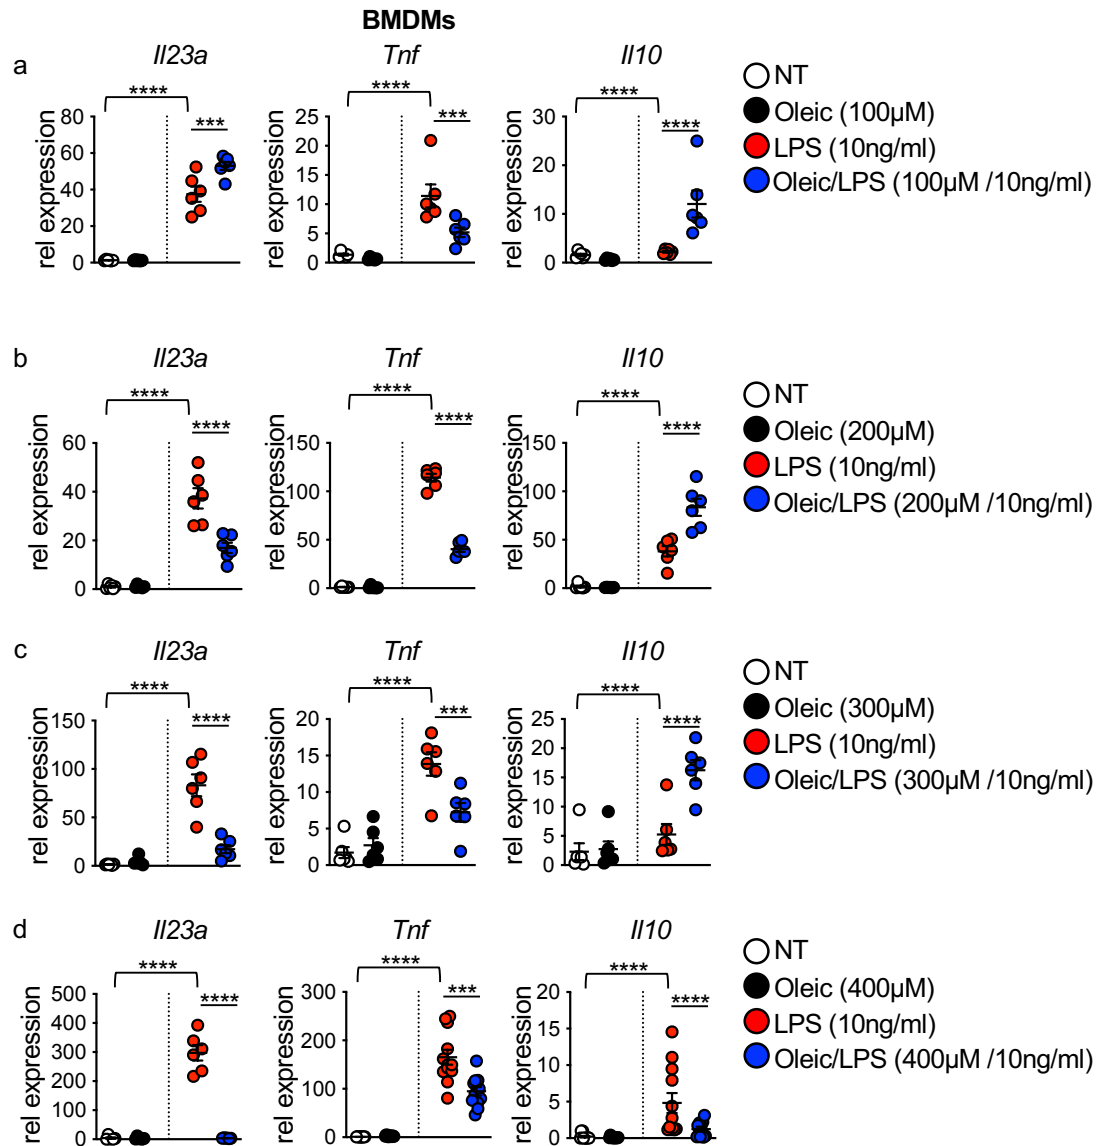 BMDMs
a
Il23a
Tnf
Il10
****
***
****
***
****
****
rel expression
80
60
40
20
0
rel expression
25
20
15
10
5
0
rel expression
30
20
10
0
NT
Oleic (100µM)
LPS (10ng/ml)
Oleic/LPS (100µM /10ng/ml)
b
Il23a
Tnf
Il10
****
****
****
****
****
****
rel expression
60
40
20
0
rel expression
150
100
50
0
rel expression
150
100
50
0
NT
Oleic (200µM)
LPS (10ng/ml)
Oleic/LPS (200µM /10ng/ml)
c
Il23a
Tnf
Il10
****
****
****
***
****
****
rel expression
150
100
50
0
rel expression
20
15
10
5
0
rel expression
25
20
15
10
5
0
NT
Oleic (300µM)
LPS (10ng/ml)
Oleic/LPS (300µM /10ng/ml)
d
Il23a
Tnf
Il10
****
****
****
***
****
****
rel expression
500
400
300
200
100
0
rel expression
300
200
100
0
rel expression
20
15
10
5
0
NT
Oleic (400µM)
LPS (10ng/ml)
Oleic/LPS (400µM /10ng/ml)